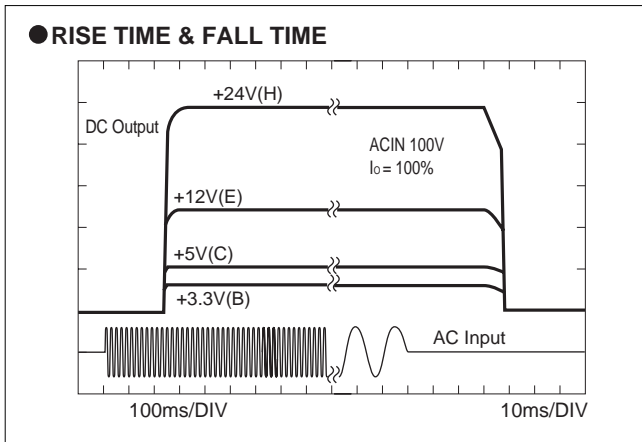 ●RISE TIME & FALL TIME
+24V(H)
DC Output
ACIN 100V
Io = 100%
+12V(E)
+5V(C)
+3.3V(B)
AC Input
100ms/DIV
10ms/DIV